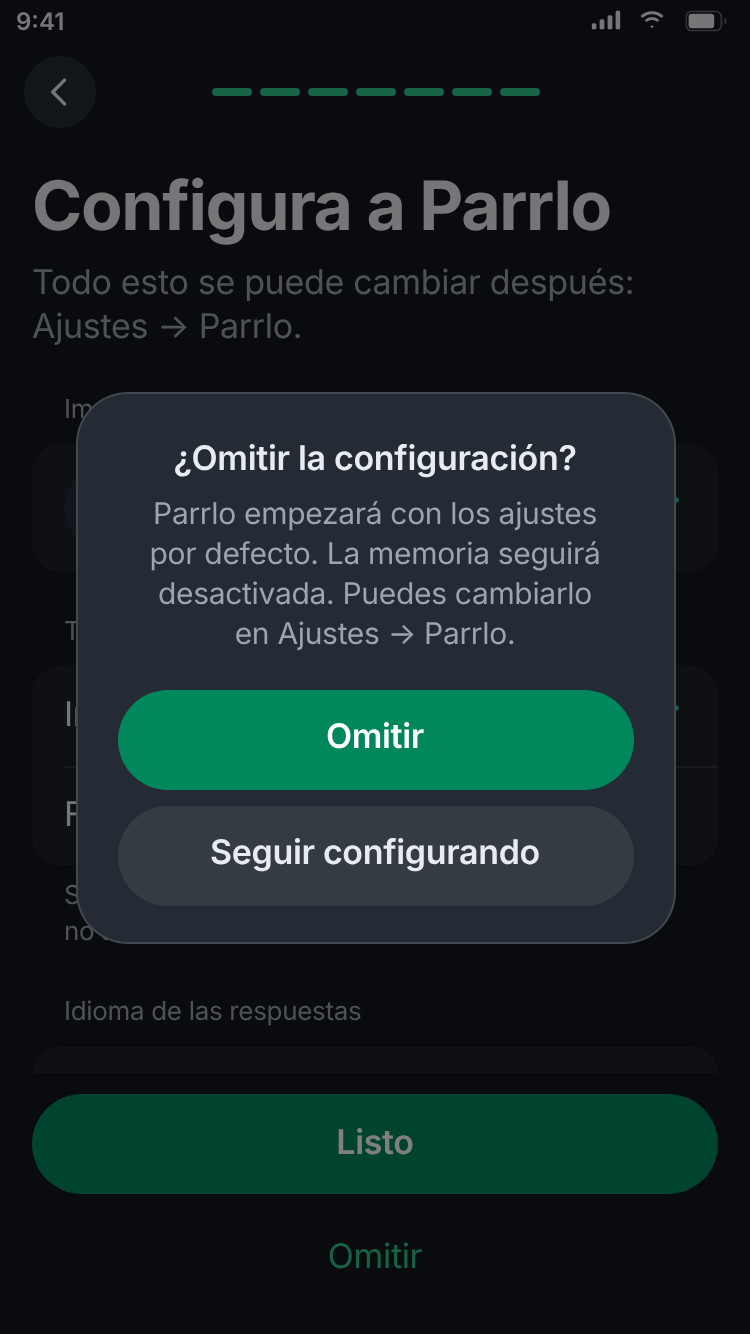 9:41
Configura a Parrlo
Todo esto se puede cambiar después:
Ajustes → Parrlo.
¿Omitir la configuración?
Parrlo empezará con los ajustes
por defecto. La memoria seguirá
desactivada. Puedes cambiarlo
en Ajustes → Parrlo.
Omitir
Seguir configurando
no
Idioma de las respuestas
Listo
Omitir